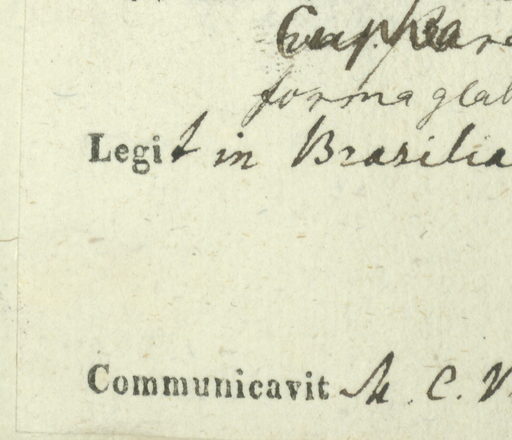 forma glab
Legit in Brasilia
Communicavit M. C. V.